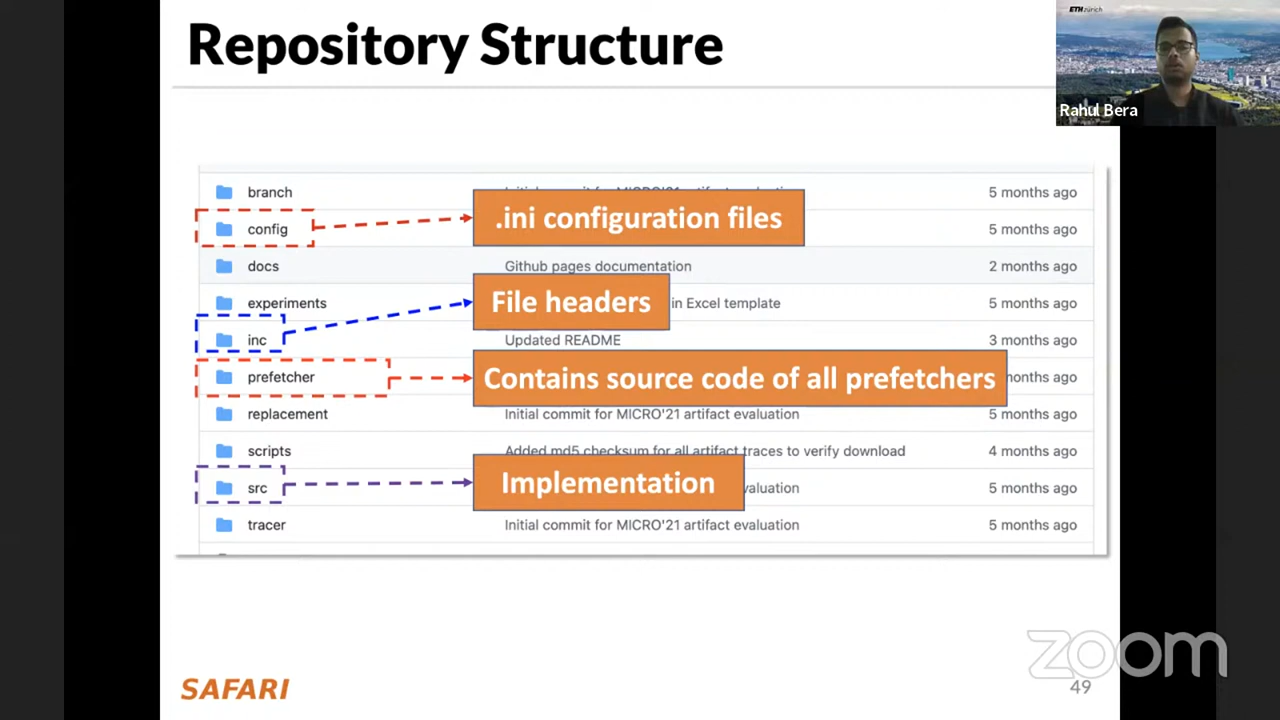 Repository Structure
ETH zürich
Rahul Bera
branch
5 months ago
config
.ini configuration files
5 months ago
docs
Github pages documentation
2 months ago
experiments
File headers
in Excel template
5 months ago
inc
Updated README
3 months ago
prefetcher
Contains source code of all prefetchers
months ago
replacement
Initial commit for MICRO'21 artifact evaluation
5 months ago
scripts
Added md5 checksum for all artifact traces to verify download
4 months ago
src
Implementation
5 months ago
tracer
Initial commit for MICRO'21 artifact evaluation
5 months ago
SAFARI
zoom
49